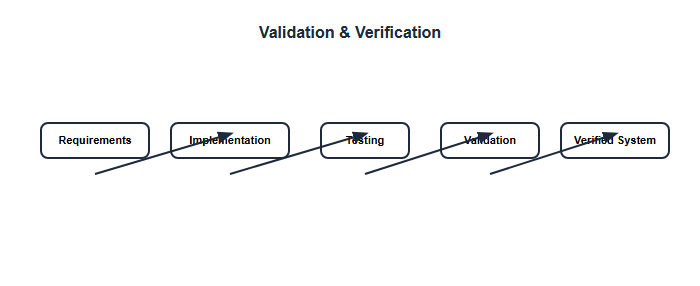 Validation & Verification
Requirements
Implementation
Testing
Validation
Verified System